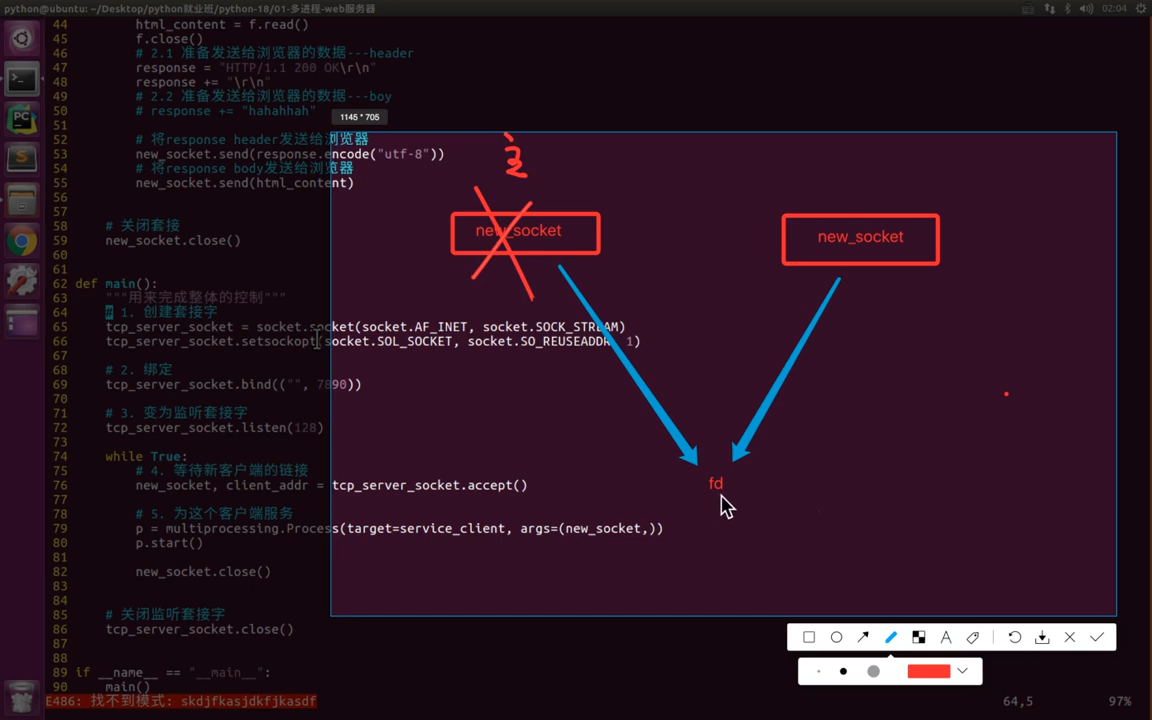 python@ubuntu: ~/Desktop/python就业班/python-18/01-多进程-web服务器
02:04
44 html_content = f.read()
45 f.close()
46 # 2.1 准备发送给浏览器的数据---header
47 response = "HTTP/1.1 200 OK\r\n"
48 response += "\r\n"
49 # 2.2 准备发送给浏览器的数据---boy
50 # response += "hahahhah"
51
1145 * 705
52 # 将response header发送给浏览器
53 new_socket.send(response.encode("utf-8"))
54 # 将response body发送给浏览器
55 new_socket.send(html_content)
56
57
58 # 关闭套接
59 new_socket.close()
60
61
62 def main():
63 """用来完成整体的控制"""
64 # 1. 创建套接字
65 tcp_server_socket = socket.socket(socket.AF_INET, socket.SOCK_STREAM)
66 tcp_server_socket.setsockopt(socket.SOL_SOCKET, socket.SO_REUSEADDR, 1)
67
68 # 2. 绑定
69 tcp_server_socket.bind(("", 7890))
70
71 # 3. 变为监听套接字
72 tcp_server_socket.listen(128)
73
74 while True:
75 # 4. 等待新客户端的链接
76 new_socket, client_addr = tcp_server_socket.accept()
77
78 # 5. 为这个客户端服务
79 p = multiprocessing.Process(target=service_client, args=(new_socket,))
80 p.start()
81
82 new_socket.close()
83
84
85 # 关闭监听套接字
86 tcp_server_socket.close()
87
88
89 if __name__ == "__main__":
90 main()
E486: 找不到模式: skdjfkasjdkfjkasdf
64,5
97%
new_socket
new_socket
fd
PC
A